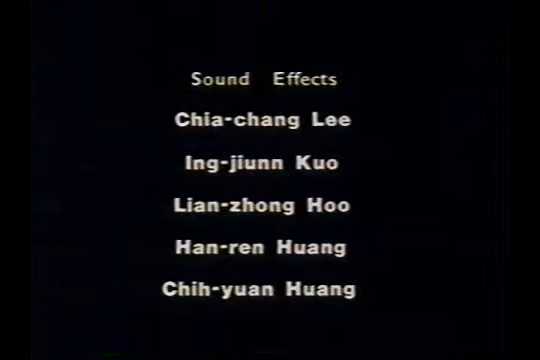 Sound Effects
Chia-chang Lee
Ing-jiunn Kuo
Lian-zhong Hoo
Han-ren Huang
Chih-yuan Huang